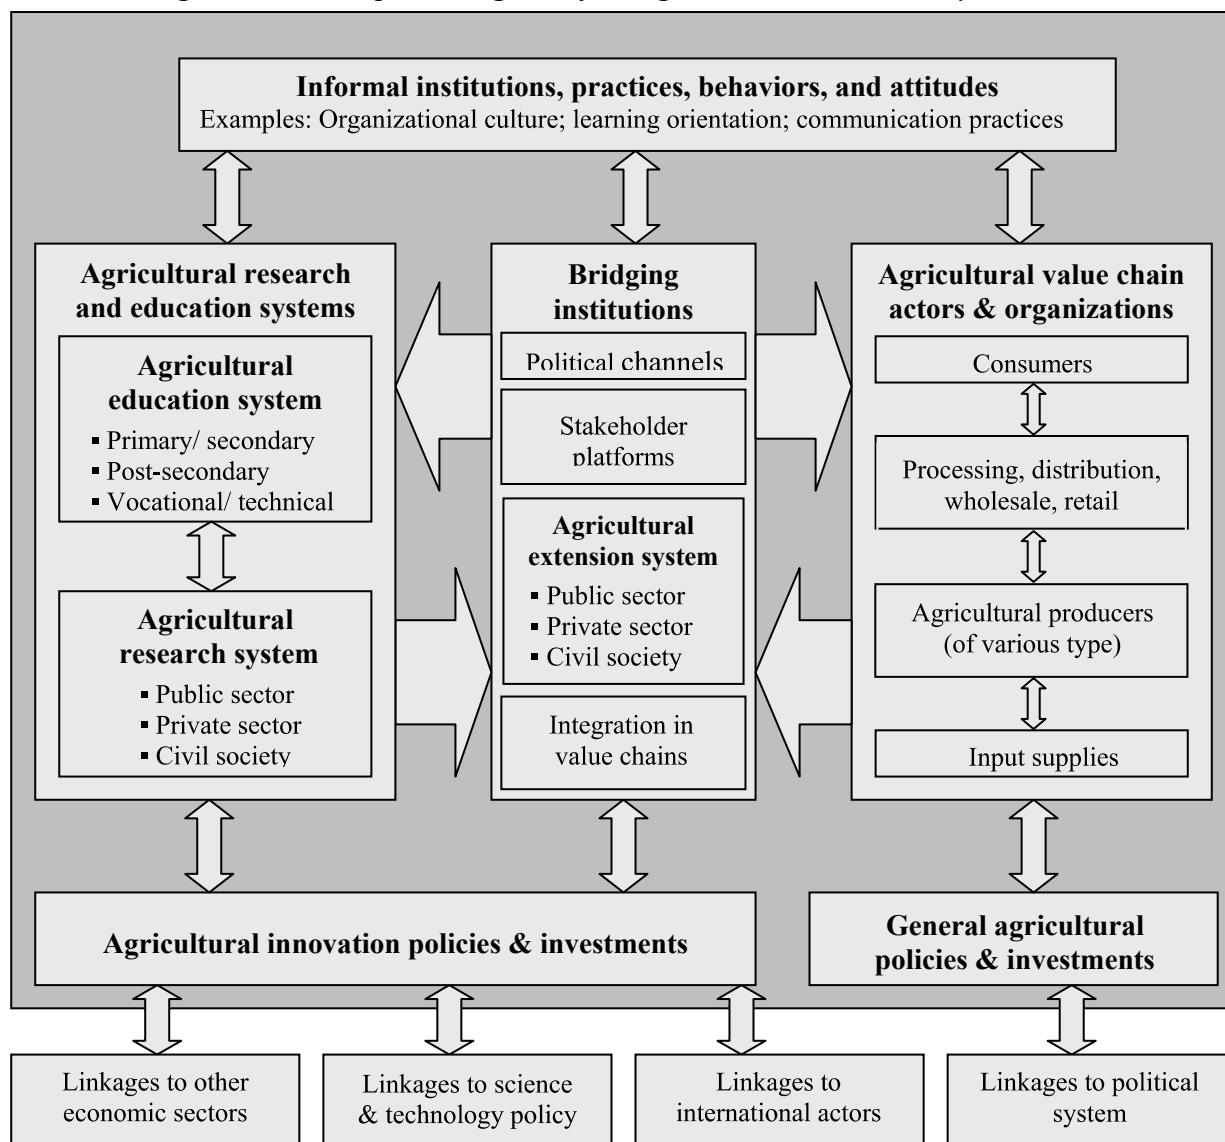 Informal institutions, practices, behaviors, and attitudes
Examples: Organizational culture; learning orientation; communication practices
Agricultural research
and education systems
Agricultural
education system
▪ Primary/ secondary
▪ Post-secondary
▪ Vocational/ technical
Agricultural
research system
▪ Public sector
▪ Private sector
▪ Civil society
Bridging
institutions
Political channels
Stakeholder
platforms
Agricultural
extension system
▪ Public sector
▪ Private sector
▪ Civil society
Integration in
value chains
Agricultural value chain
actors & organizations
Consumers
Processing, distribution,
wholesale, retail
Agricultural producers
(of various type)
Input supplies
Agricultural innovation policies & investments
General agricultural
policies & investments
Linkages to other
economic sectors
Linkages to science
& technology policy
Linkages to
international actors
Linkages to political
system